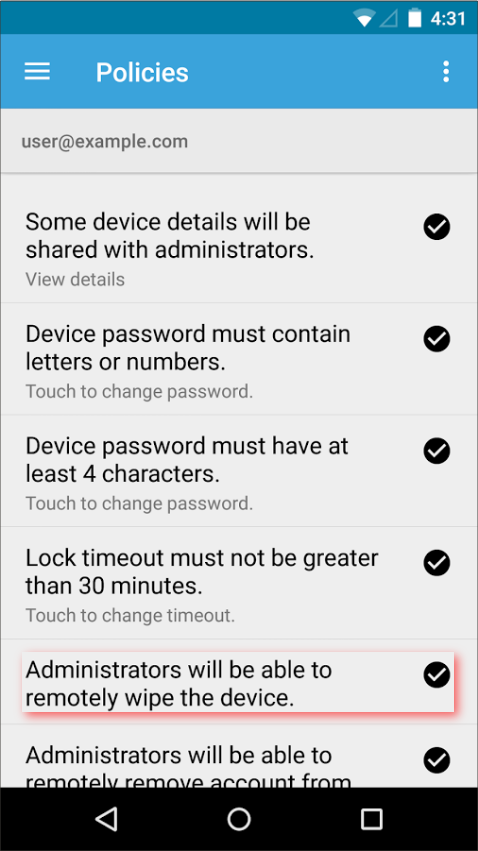 4:31
Policies
user@example.com
Some device details will be
shared with administrators.
View details
Device password must contain
letters or numbers.
Touch to change password.
Device password must have at
least 4 characters.
Touch to change password.
Lock timeout must not be greater
than 30 minutes.
Touch to change timeout.
Administrators will be able to
remotely wipe the device.
Administrators will be able to
remotely remove account from